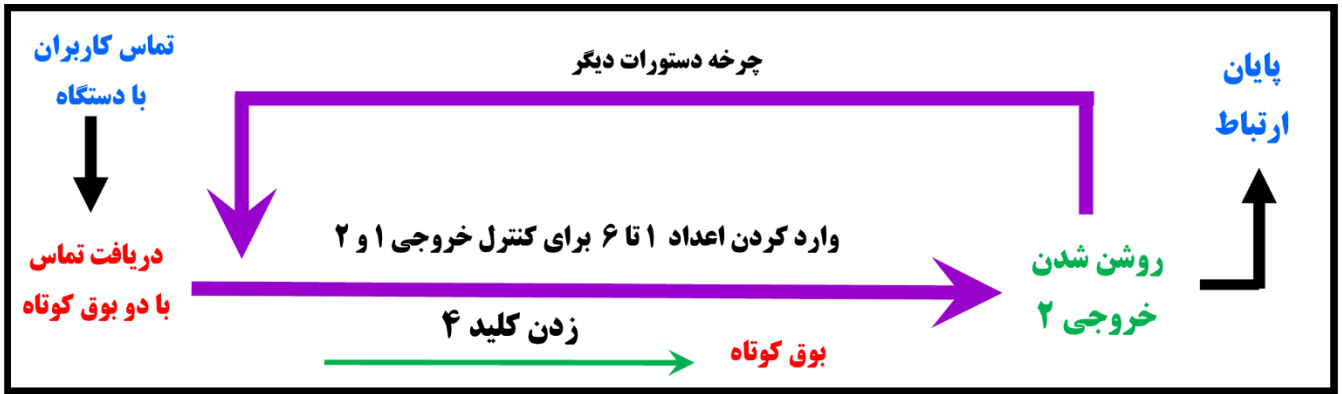 تماس کاربران
با دستگاه
دریافت تماس
با دو بوق کوتاه
چرخه دستورات دیگر
وارد کردن اعداد ۱ تا ۶ برای کنترل خروجی ۱ و ۲
زدن کلید ۴
بوق کوتاه
روشن شدن
خروجی ۲
پایان
ارتباط